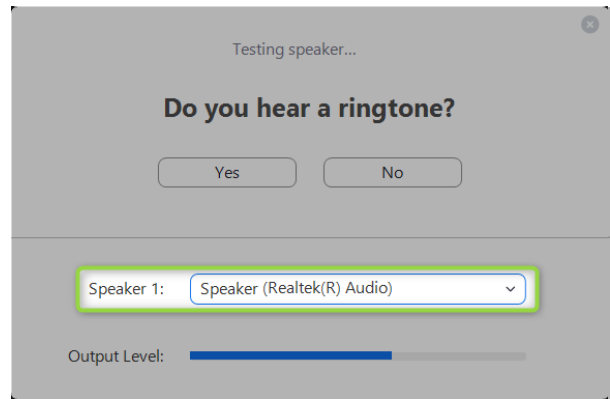 Testing speaker...
Do you hear a ringtone?
Yes
No
Speaker 1: Speaker (Realtek(R) Audio)
Output Level: